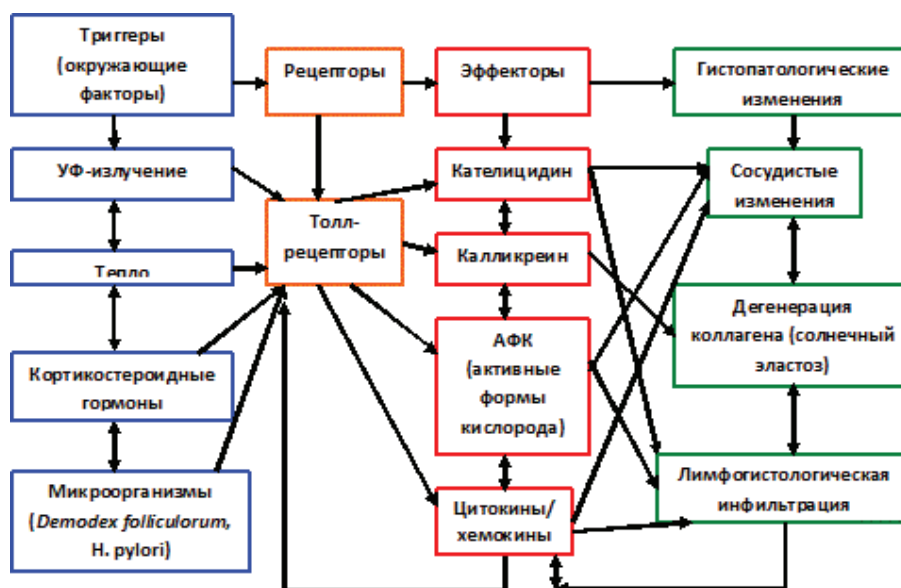 Триггеры
(окружающие
факторы)
Рецепторы
Эффекторы
Гистопатологические
изменения
УФ-излучение
Толл-
рецепторы
Кателицидин
Сосудистые
изменения
Тепло
Калликреин
Дегенерация
коллагена (солнечный
эластоз)
Кортикостероидные
гормоны
АФК
(активные
формы
кислорода)
Микроорганизмы
(Demodex folliculorum,
H. pylori)
Цитокины/
хемокины
Лимфогистологическая
инфильтрация